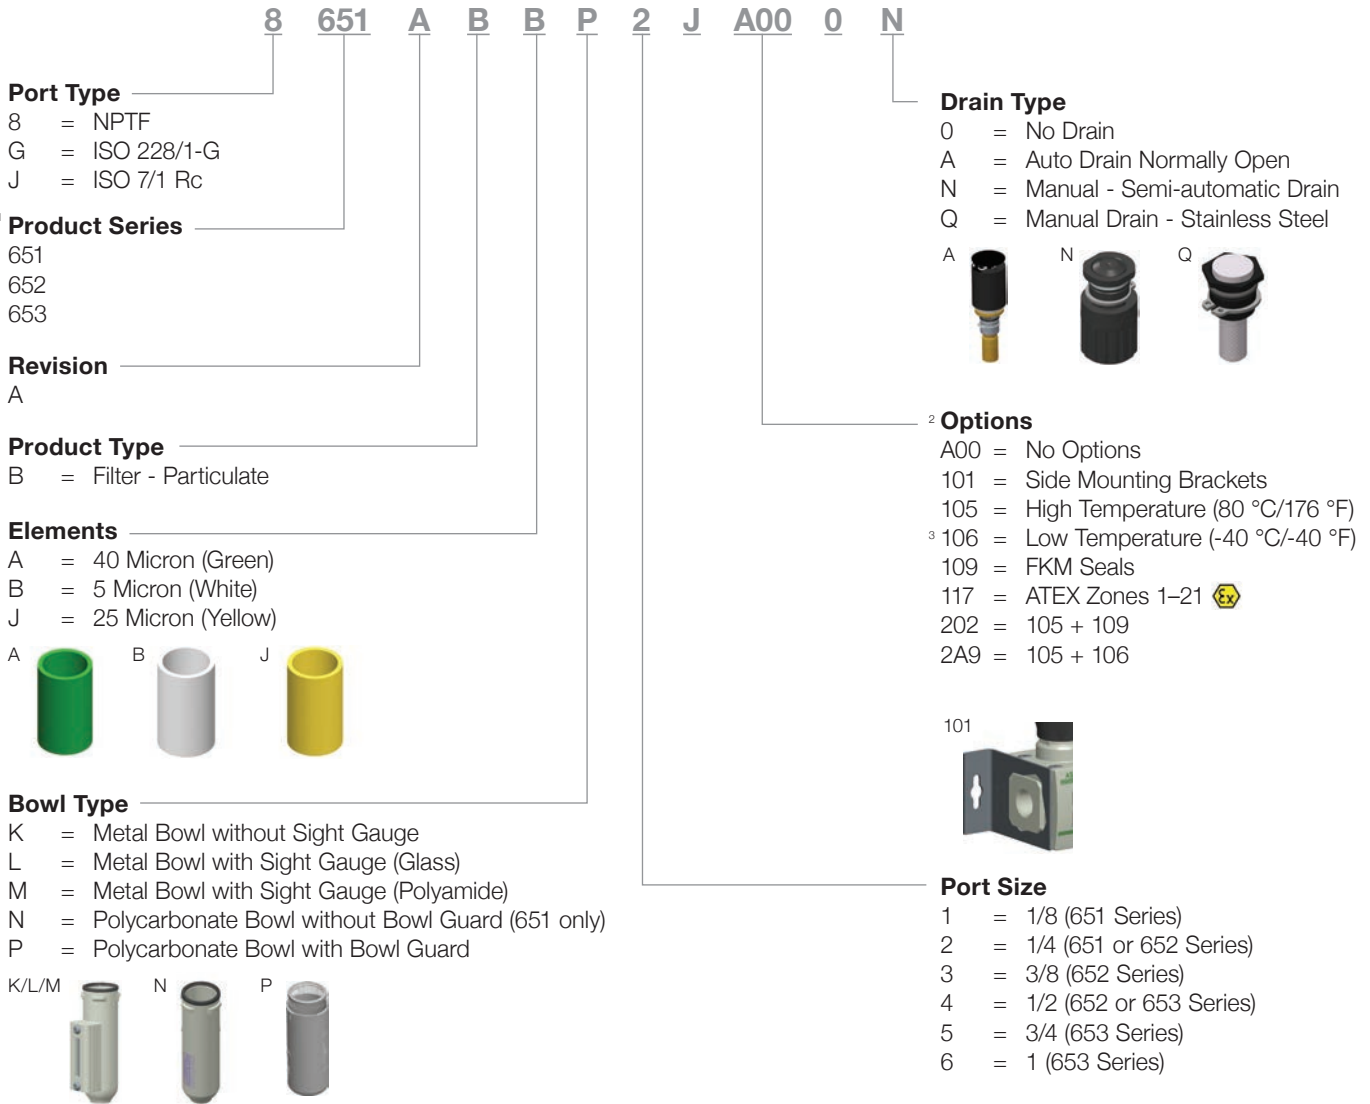 8 651 A B B P 2 J A00 0 N
Port Type
8 = NPTF
G = ISO 228/1-G
J = ISO 7/1 Rc
Product Series
651
652
653
Revision
A
Product Type
B = Filter - Particulate
Elements
A = 40 Micron (Green)
B = 5 Micron (White)
J = 25 Micron (Yellow)
A B J
Bowl Type
K = Metal Bowl without Sight Gauge
L = Metal Bowl with Sight Gauge (Glass)
M = Metal Bowl with Sight Gauge (Polyamide)
N = Polycarbonate Bowl without Bowl Guard (651 only)
P = Polycarbonate Bowl with Bowl Guard
K/L/M N P
Drain Type
0 = No Drain
A = Auto Drain Normally Open
N = Manual - Semi-automatic Drain
Q = Manual Drain - Stainless Steel
A N Q
2 Options
A00 = No Options
101 = Side Mounting Brackets
105 = High Temperature (80 °C/176 °F)
3 106 = Low Temperature (-40 °C/-40 °F)
109 = FKM Seals
117 = ATEX Zones 1–21 Ex
202 = 105 + 109
2A9 = 105 + 106
101
Port Size
1 = 1/8 (651 Series)
2 = 1/4 (651 or 652 Series)
3 = 3/8 (652 Series)
4 = 1/2 (652 or 653 Series)
5 = 3/4 (653 Series)
6 = 1 (653 Series)